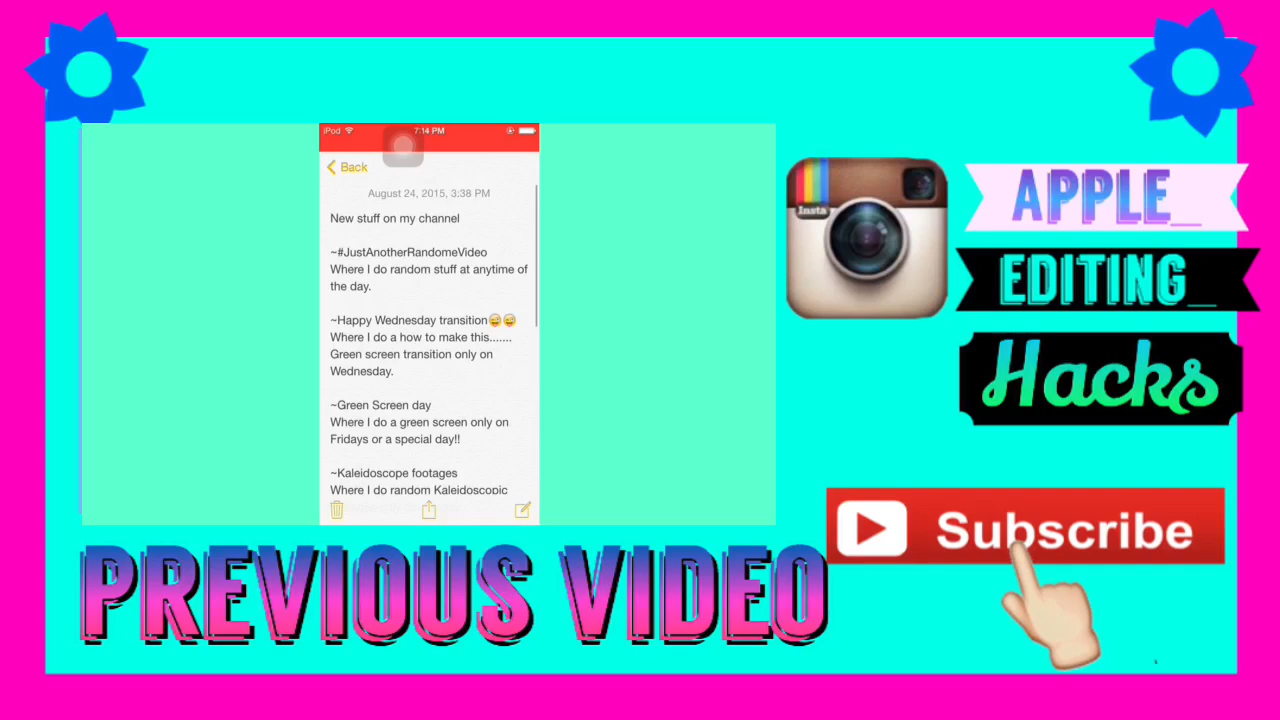 iPod
7:14 PM
Back
August 24, 2015, 3:38 PM
New stuff on my channel
~#JustAnotherRandomeVideo
Where I do random stuff at anytime of
the day.
~Happy Wednesday transition😜😜
Where I do a how to make this.......
Green screen transition only on
Wednesday.
~Green Screen day
Where I do a green screen only on
Fridays or a special day!!
~Kaleidoscope footages
Where I do random Kaleidoscopic
Insta
APPLE_
EDITING_
Hacks
Subscribe
PREVIOUS VIDEO